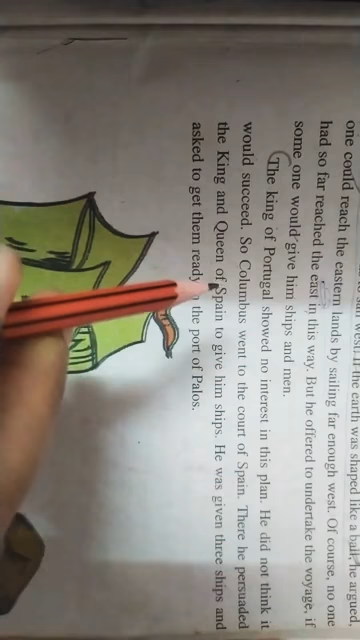 est. If the earth was shaped like a ball, he argued,
one could reach the eastern lands by sailing far enough west. Of course, no one
had so far reached the east in this way. But he offered to undertake the voyage, if
some one would give him ships and men.
The king of Portugal showed no interest in this plan. He did not think it
would succeed. So Columbus went to the court of Spain. There he persuaded
the King and Queen of Spain to give him ships. He was given three ships and
asked to get them ready the port of Palos.